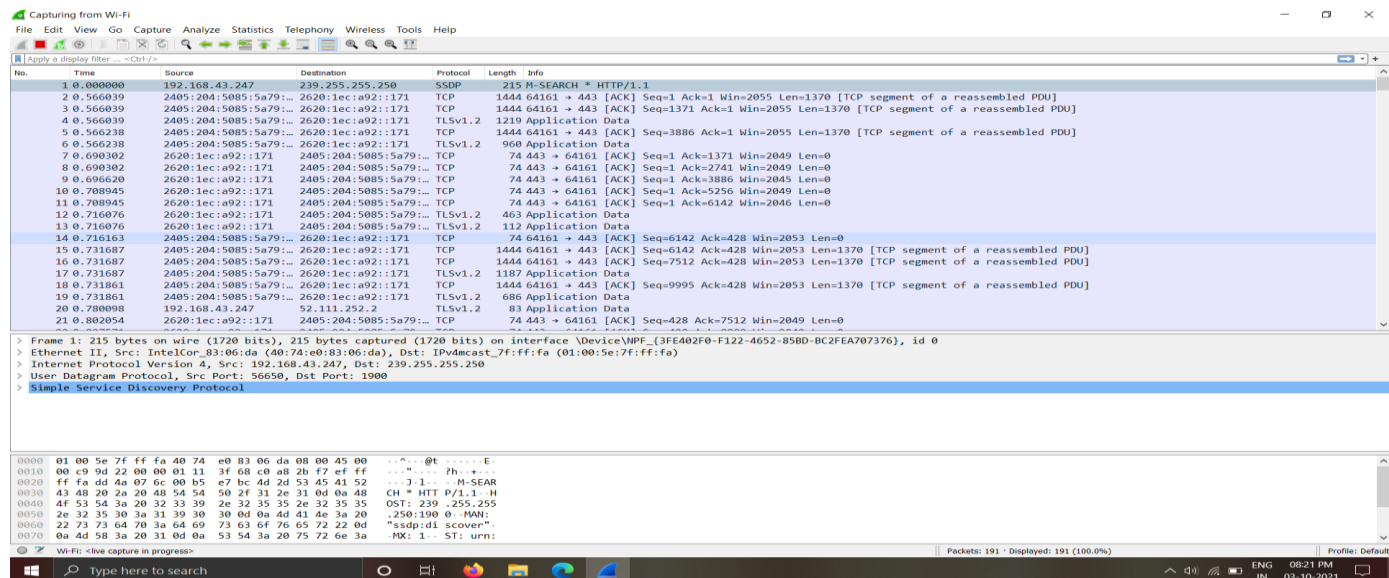 Capturing from Wi-Fi
File Edit View Go Capture Analyze Statistics Telephony Wireless Tools Help
Apply a display filter ... <Ctrl-/>
No. Time Source Destination Protocol Length Info
1 0.000000 192.168.43.247 239.255.255.250 SSDP 215 M-SEARCH * HTTP/1.1
2 0.566039 2405:204:5085:5a79:… 2620:1ec:a92::171 TCP 1444 64161 → 443 [ACK] Seq=1 Ack=1 Win=2055 Len=1370 [TCP segment of a reassembled PDU]
3 0.566039 2405:204:5085:5a79:… 2620:1ec:a92::171 TCP 1444 64161 → 443 [ACK] Seq=1371 Ack=1 Win=2055 Len=1370 [TCP segment of a reassembled PDU]
4 0.566039 2405:204:5085:5a79:… 2620:1ec:a92::171 TLSv1.2 1219 Application Data
5 0.566238 2405:204:5085:5a79:… 2620:1ec:a92::171 TCP 1444 64161 → 443 [ACK] Seq=3886 Ack=1 Win=2055 Len=1370 [TCP segment of a reassembled PDU]
6 0.566238 2405:204:5085:5a79:… 2620:1ec:a92::171 TLSv1.2 960 Application Data
7 0.690302 2620:1ec:a92::171 2405:204:5085:5a79:… TCP 74 443 → 64161 [ACK] Seq=1 Ack=1371 Win=2049 Len=0
8 0.690302 2620:1ec:a92::171 2405:204:5085:5a79:… TCP 74 443 → 64161 [ACK] Seq=1 Ack=2741 Win=2049 Len=0
9 0.696620 2620:1ec:a92::171 2405:204:5085:5a79:… TCP 74 443 → 64161 [ACK] Seq=1 Ack=3886 Win=2045 Len=0
10 0.708945 2620:1ec:a92::171 2405:204:5085:5a79:… TCP 74 443 → 64161 [ACK] Seq=1 Ack=5256 Win=2049 Len=0
11 0.708945 2620:1ec:a92::171 2405:204:5085:5a79:… TCP 74 443 → 64161 [ACK] Seq=1 Ack=6142 Win=2046 Len=0
12 0.716076 2620:1ec:a92::171 2405:204:5085:5a79:… TLSv1.2 463 Application Data
13 0.716076 2620:1ec:a92::171 2405:204:5085:5a79:… TLSv1.2 112 Application Data
14 0.716163 2405:204:5085:5a79:… 2620:1ec:a92::171 TCP 74 64161 → 443 [ACK] Seq=6142 Ack=428 Win=2053 Len=0
15 0.731687 2405:204:5085:5a79:… 2620:1ec:a92::171 TCP 1444 64161 → 443 [ACK] Seq=6142 Ack=428 Win=2053 Len=1370 [TCP segment of a reassembled PDU]
16 0.731687 2405:204:5085:5a79:… 2620:1ec:a92::171 TCP 1444 64161 → 443 [ACK] Seq=7512 Ack=428 Win=2053 Len=1370 [TCP segment of a reassembled PDU]
17 0.731687 2405:204:5085:5a79:… 2620:1ec:a92::171 TLSv1.2 1187 Application Data
18 0.731861 2405:204:5085:5a79:… 2620:1ec:a92::171 TCP 1444 64161 → 443 [ACK] Seq=9995 Ack=428 Win=2053 Len=1370 [TCP segment of a reassembled PDU]
19 0.731861 2405:204:5085:5a79:… 2620:1ec:a92::171 TLSv1.2 686 Application Data
20 0.780098 192.168.43.247 52.111.252.2 TLSv1.2 83 Application Data
21 0.802054 2620:1ec:a92::171 2405:204:5085:5a79:… TCP 74 443 → 64161 [ACK] Seq=428 Ack=7512 Win=2049 Len=0
> Frame 1: 215 bytes on wire (1720 bits), 215 bytes captured (1720 bits) on interface \Device\NPF_{3FE402F0-F122-4652-85BD-BC2FEA707376}, id 0
> Ethernet II, Src: IntelCor_83:06:da (40:74:e0:83:06:da), Dst: IPv4mcast_7f:ff:fa (01:00:5e:7f:ff:fa)
> Internet Protocol Version 4, Src: 192.168.43.247, Dst: 239.255.255.250
> User Datagram Protocol, Src Port: 56650, Dst Port: 1900
> Simple Service Discovery Protocol
0000 01 00 5e 7f ff fa 40 74 e0 83 06 da 08 00 45 00 ··^···@t ······E·
0010 00 c9 9d 22 00 00 01 11 3f 68 c0 a8 2b f7 ef ff ···"···· ?h··+···
0020 ff fa dd 4a 07 6c 00 b5 e7 bc 4d 2d 53 45 41 52 ···J·l·· ··M-SEAR
0030 43 48 20 2a 20 48 54 54 50 2f 31 2e 31 0d 0a 48 CH * HTT P/1.1··H
0040 4f 53 54 3a 20 32 33 39 2e 32 35 35 2e 32 35 35 OST: 239 .255.255
0050 2e 32 35 30 3a 31 39 30 30 0d 0a 4d 41 4e 3a 20 .250:190 0··MAN:
0060 22 73 73 64 70 3a 64 69 73 63 6f 76 65 72 22 0d "ssdp:di scover"·
0070 0a 4d 58 3a 20 31 0d 0a 53 54 3a 20 75 72 6e 3a ·MX: 1·· ST: urn:
Wi-Fi: <live capture in progress> Packets: 191 · Displayed: 191 (100.0%) Profile: Default
Type here to search ENG 08:21 PM
IN 03-10-2021